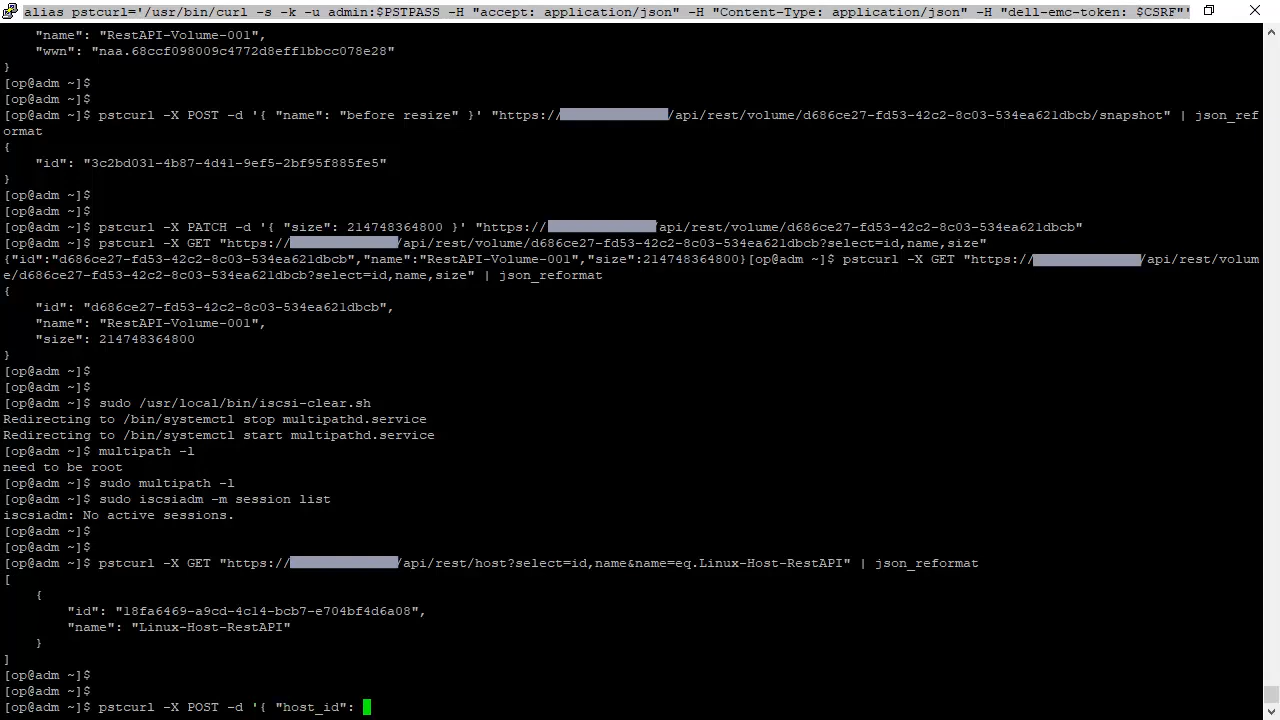 alias pstcurl='/usr/bin/curl -s -k -u admin:$PSTPASS -H "accept: application/json" -H "Content-Type: application/json" -H "dell-emc-token: $CSRF"'
    "name": "RestAPI-Volume-001",
    "wwn": "naa.68ccf098009c4772d8eff1bbcc078e28"
}
[op@adm ~]$
[op@adm ~]$
[op@adm ~]$ pstcurl -X POST -d '{ "name": "before resize" }' "https:// /api/rest/volume/d686ce27-fd53-42c2-8c03-534ea621dbcb/snapshot" | json_ref
ormat
{
    "id": "3c2bd031-4b87-4d41-9ef5-2bf95f885fe5"
}
[op@adm ~]$
[op@adm ~]$
[op@adm ~]$ pstcurl -X PATCH -d '{ "size": 214748364800 }' "https:// /api/rest/volume/d686ce27-fd53-42c2-8c03-534ea621dbcb"
[op@adm ~]$ pstcurl -X GET "https:// /api/rest/volume/d686ce27-fd53-42c2-8c03-534ea621dbcb?select=id,name,size"
{"id":"d686ce27-fd53-42c2-8c03-534ea621dbcb","name":"RestAPI-Volume-001","size":214748364800}[op@adm ~]$ pstcurl -X GET "https:// /api/rest/volum
e/d686ce27-fd53-42c2-8c03-534ea621dbcb?select=id,name,size" | json_reformat
{
    "id": "d686ce27-fd53-42c2-8c03-534ea621dbcb",
    "name": "RestAPI-Volume-001",
    "size": 214748364800
}
[op@adm ~]$
[op@adm ~]$
[op@adm ~]$ sudo /usr/local/bin/iscsi-clear.sh
Redirecting to /bin/systemctl stop multipathd.service
Redirecting to /bin/systemctl start multipathd.service
[op@adm ~]$ multipath -l
need to be root
[op@adm ~]$ sudo multipath -l
[op@adm ~]$ sudo iscsiadm -m session list
iscsiadm: No active sessions.
[op@adm ~]$
[op@adm ~]$
[op@adm ~]$ pstcurl -X GET "https:// /api/rest/host?select=id,name&name=eq.Linux-Host-RestAPI" | json_reformat
[
    {
        "id": "18fa6469-a9cd-4c14-bcb7-e704bf4d6a08",
        "name": "Linux-Host-RestAPI"
    }
]
[op@adm ~]$
[op@adm ~]$
[op@adm ~]$ pstcurl -X POST -d '{ "host_id":